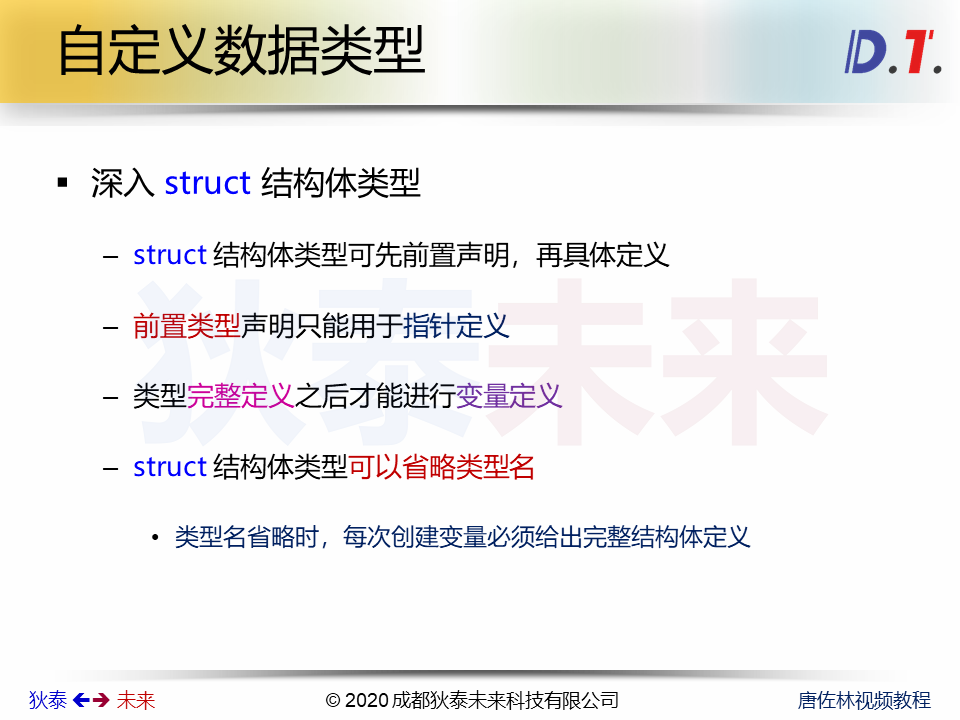 自定义数据类型
D.T.
深入 struct 结构体类型
struct 结构体类型可先前置声明，再具体定义
前置类型声明只能用于指针定义
类型完整定义之后才能进行变量定义
struct 结构体类型可以省略类型名
类型名省略时，每次创建变量必须给出完整结构体定义
狄泰未来
狄泰 未来
© 2020 成都狄泰未来科技有限公司
唐佐林视频教程